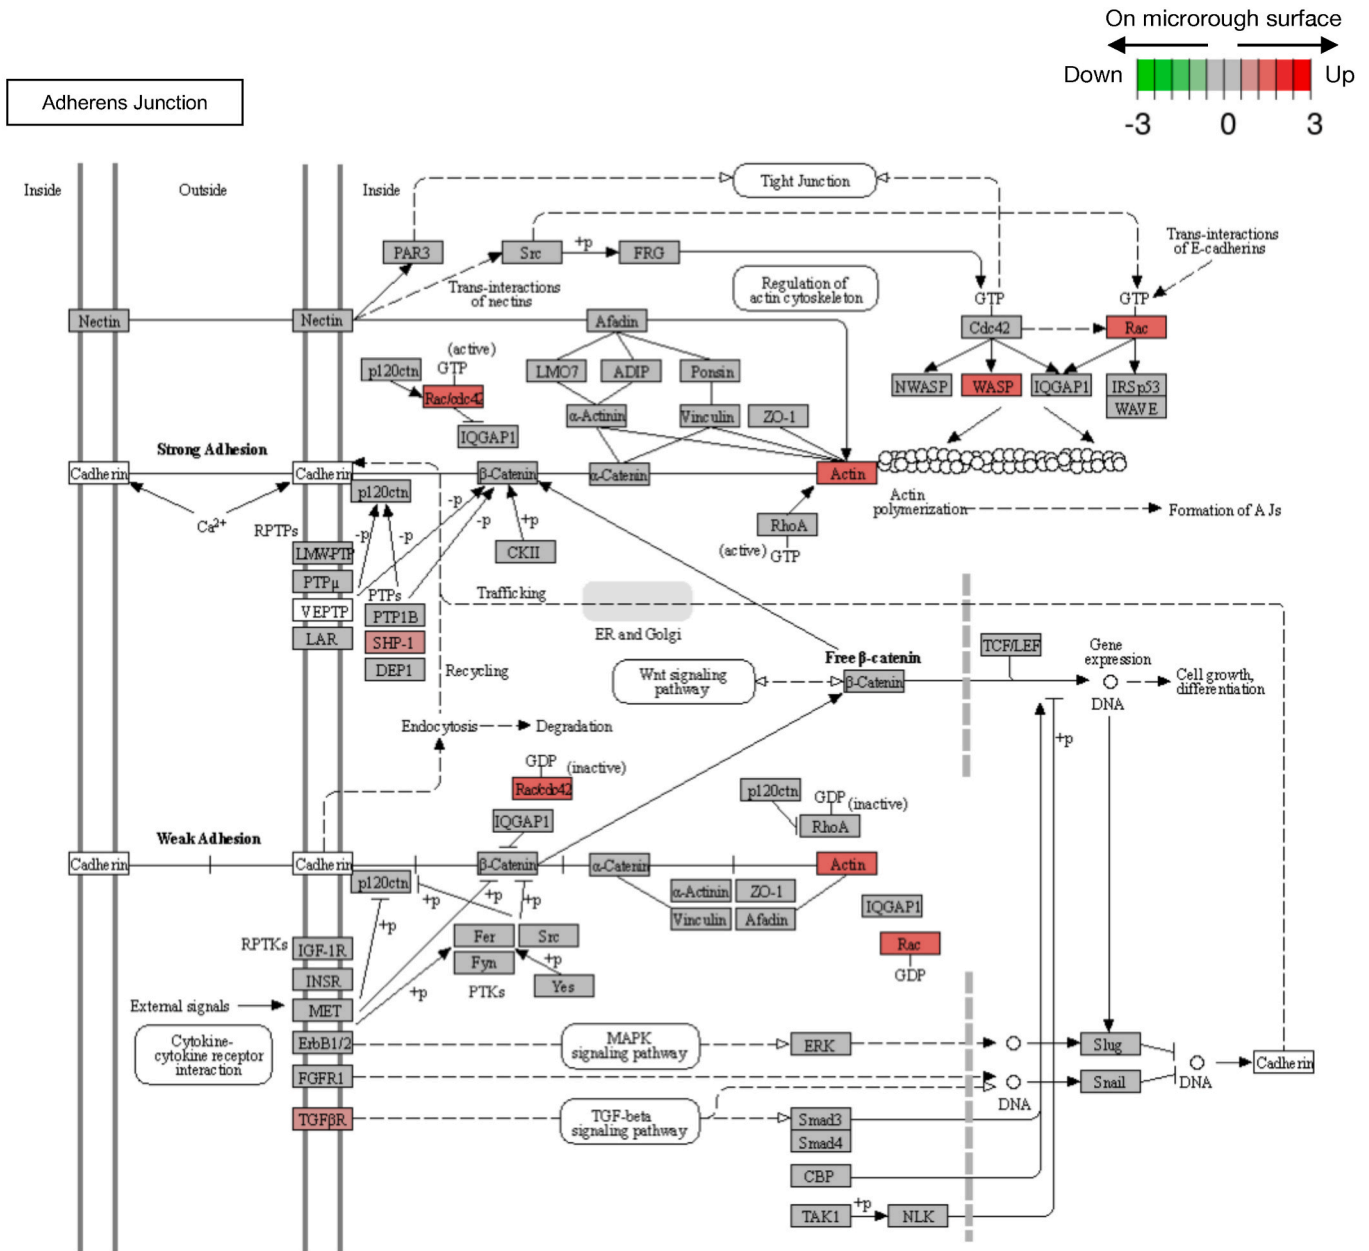 On microrough surface
Down
Up
-3
0
3
Adherens Junction
Inside
Outside
Inside
Tight Junction
PAR3
Src
+p
FRG
Trans-interactions
of E-cadherins
Trans-interactions
of nectins
Regulation of
actin cytoskeleton
GTP
GTP
Nectin
Nectin
Afadin
Cdc42
Rac
(active)
GTP
p120ctn
Rac/cdc42
IQGAP1
LMO7
ADIP
Ponsin
NWASP
WASP
IQGAP1
IRSp53
WAVE
α-Actinin
Vinculin
ZO-1
Strong Adhesion
Cadherin
Cadherin
p120ctn
β-Catenin
α-Catenin
Actin
Actin
polymerization
Formation of AJs
Ca2+
RPTPs
-p
-p
-p
-p
+p
CKII
RhoA
(active)
GTP
LMW-PTP
PTPμ
VEPTP
LAR
PTPs
PTP1B
SHP-1
DEP1
Trafficking
ER and Golgi
Recycling
Wnt signaling
pathway
Free β-catenin
β-Catenin
TCF/LEF
Gene
expression
DNA
Cell growth,
differentiation
+p
Endocytosis
Degradation
GDP
(inactive)
Rac/cdc42
IQGAP1
p120ctn
GDP
(inactive)
RhoA
Weak Adhesion
Cadherin
Cadherin
p120ctn
β-Catenin
α-Catenin
Actin
α-Actinin
ZO-1
Vinculin
Afadin
IQGAP1
Rac
GDP
+p
+p
+p
+p
Fer
Src
Fyn
+p
Yes
PTKs
+p
RPTKs
IGF-1R
INSR
MET
ErbB1/2
FGFR1
TGFβR
External signals
Cytokine-
cytokine receptor
interaction
MAPK
signaling pathway
ERK
TGF-beta
signaling pathway
Smad3
Smad4
CBP
TAK1
+p
NLK
DNA
Slug
Snail
DNA
Cadherin